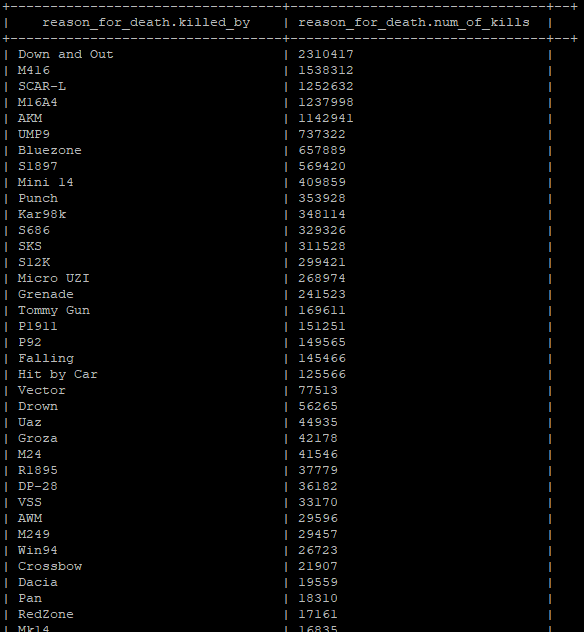 +----------------------------------+--------------------------------+--+
| reason_for_death.killed_by | reason_for_death.num_of_kills |
+----------------------------------+--------------------------------+--+
| Down and Out | 2310417 |
| M416 | 1538312 |
| SCAR-L | 1252632 |
| M16A4 | 1237998 |
| AKM | 1142941 |
| UMP9 | 737322 |
| Bluezone | 657889 |
| S1897 | 569420 |
| Mini 14 | 409859 |
| Punch | 353928 |
| Kar98k | 348114 |
| S686 | 329326 |
| SKS | 311528 |
| S12K | 299421 |
| Micro UZI | 268974 |
| Grenade | 241523 |
| Tommy Gun | 169611 |
| P1911 | 151251 |
| P92 | 149565 |
| Falling | 145466 |
| Hit by Car | 125566 |
| Vector | 77513 |
| Drown | 56265 |
| Uaz | 44935 |
| Groza | 42178 |
| M24 | 41546 |
| R1895 | 37779 |
| DP-28 | 36182 |
| VSS | 33170 |
| AWM | 29596 |
| M249 | 29457 |
| Win94 | 26723 |
| Crossbow | 21907 |
| Dacia | 19559 |
| Pan | 18310 |
| RedZone | 17161 |
| Mk14 | 16835 |